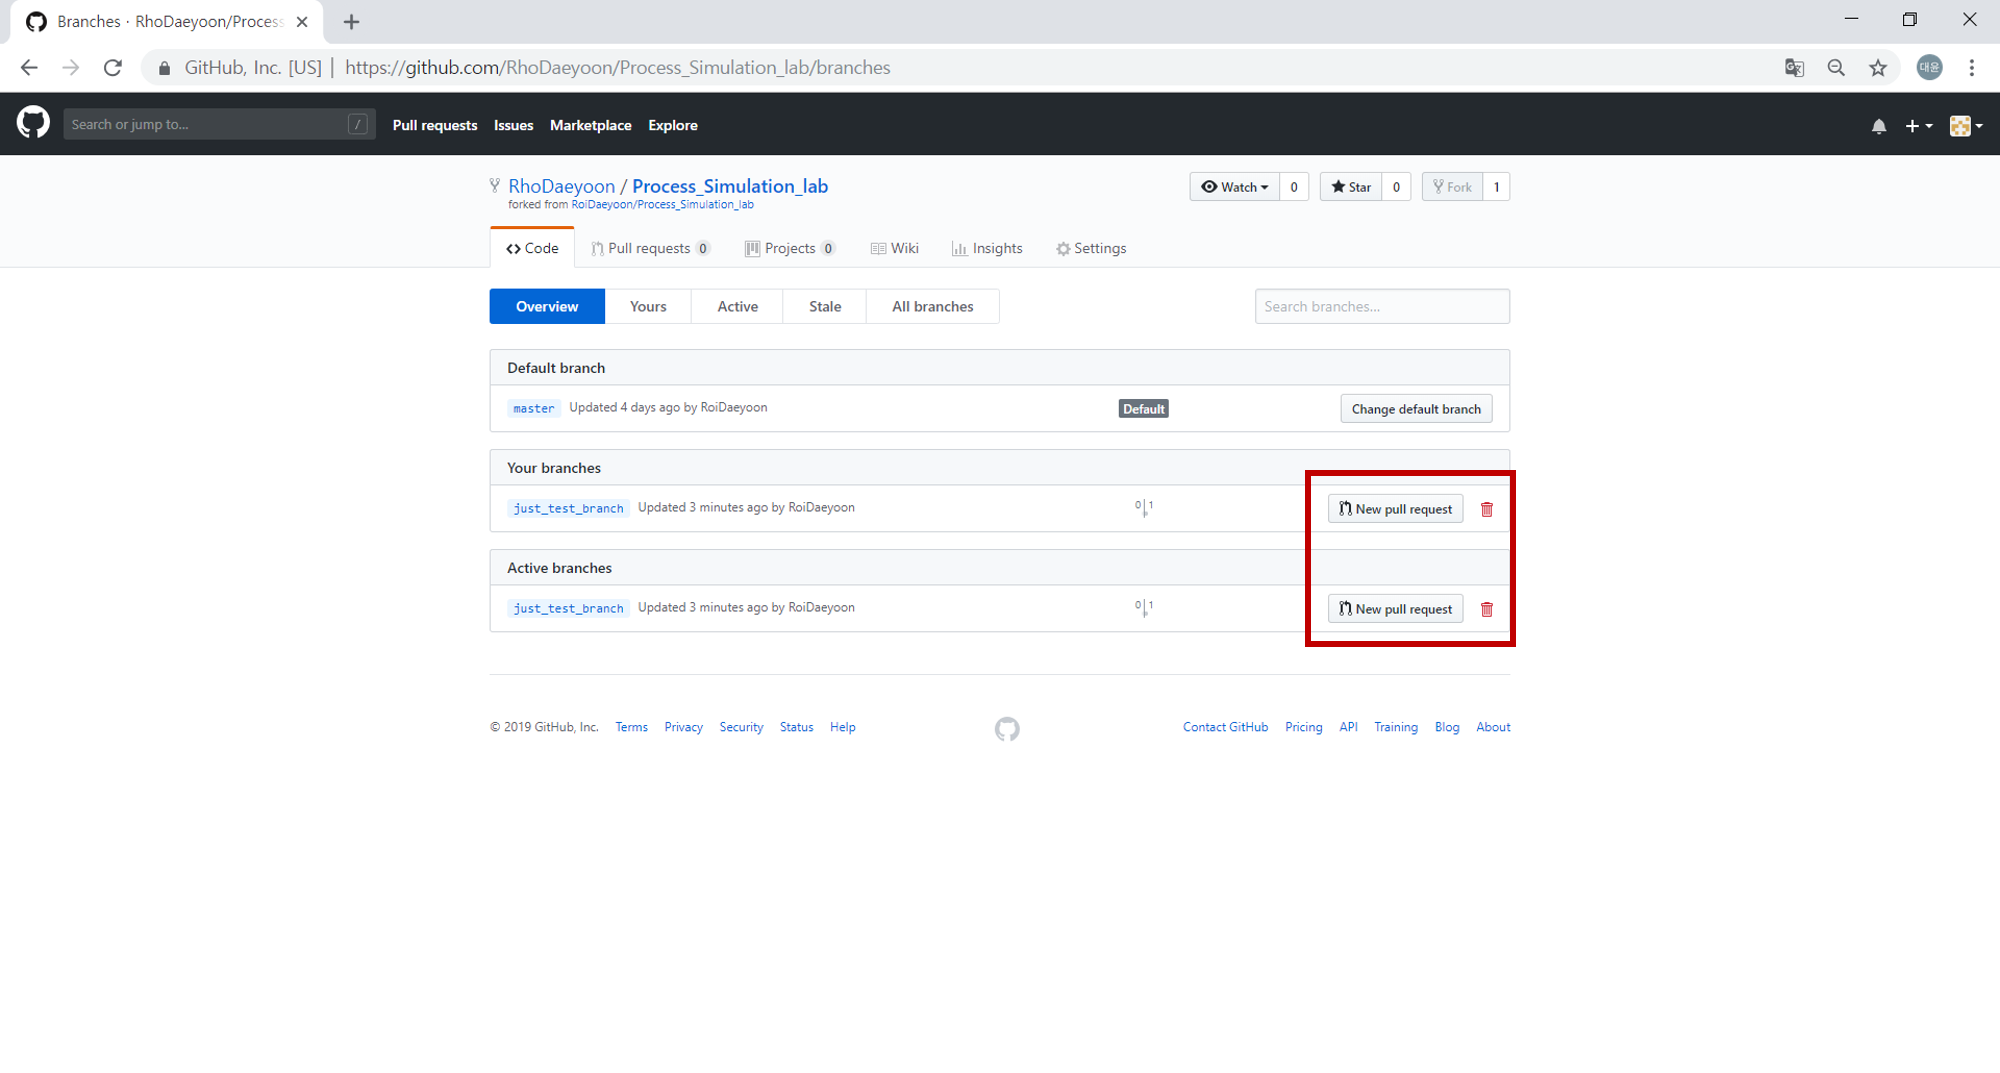 Branches · RhoDaeyoon/Process
GitHub, Inc. [US] | https://github.com/RhoDaeyoon/Process_Simulation_lab/branches
대윤
Search or jump to... /
Pull requests Issues Marketplace Explore
RhoDaeyoon / Process_Simulation_lab
forked from RoiDaeyoon/Process_Simulation_lab
Watch 0 Star 0 Fork 1
Code Pull requests 0 Projects 0 Wiki Insights Settings
Overview Yours Active Stale All branches Search branches...
Default branch
master Updated 4 days ago by RoiDaeyoon Default Change default branch
Your branches
just_test_branch Updated 3 minutes ago by RoiDaeyoon 0 | 1 New pull request
Active branches
just_test_branch Updated 3 minutes ago by RoiDaeyoon 0 | 1 New pull request
© 2019 GitHub, Inc. Terms Privacy Security Status Help Contact GitHub Pricing API Training Blog About